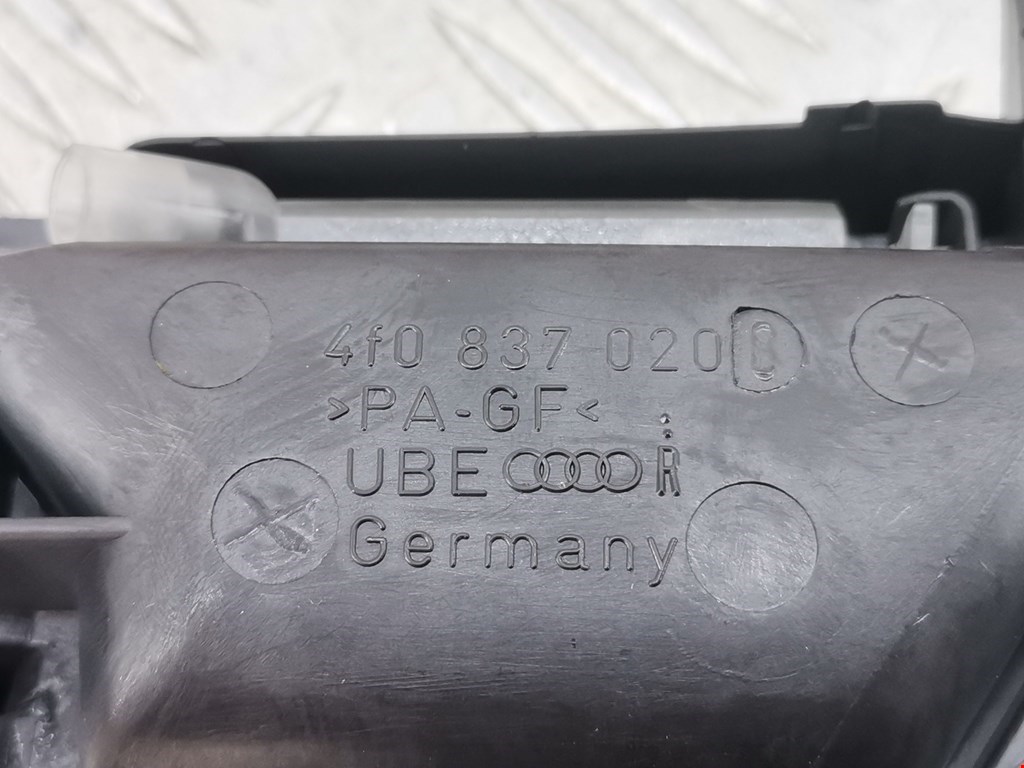 4f0 837 020 C
>PA-GF<
UBE R
Germany